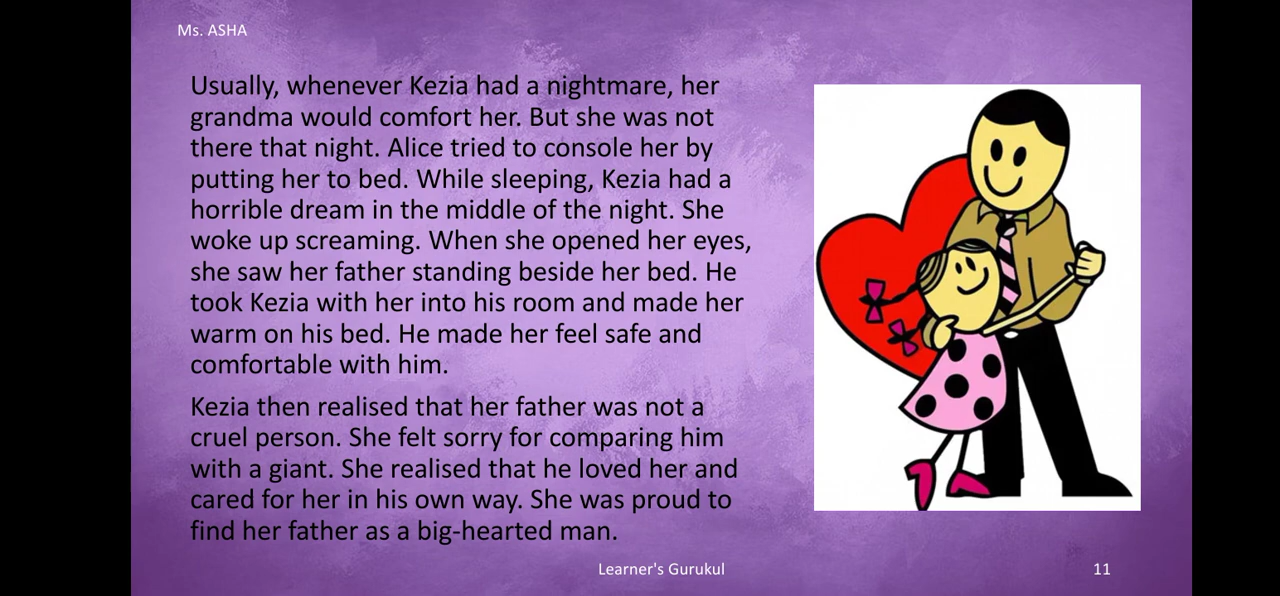 Ms. ASHA
Usually, whenever Kezia had a nightmare, her
grandma would comfort her. But she was not
there that night. Alice tried to console her by
putting her to bed. While sleeping, Kezia had a
horrible dream in the middle of the night. She
woke up screaming. When she opened her eyes,
she saw her father standing beside her bed. He
took Kezia with her into his room and made her
warm on his bed. He made her feel safe and
comfortable with him.
Kezia then realised that her father was not a
cruel person. She felt sorry for comparing him
with a giant. She realised that he loved her and
cared for her in his own way. She was proud to
find her father as a big-hearted man.
Learner's Gurukul
11